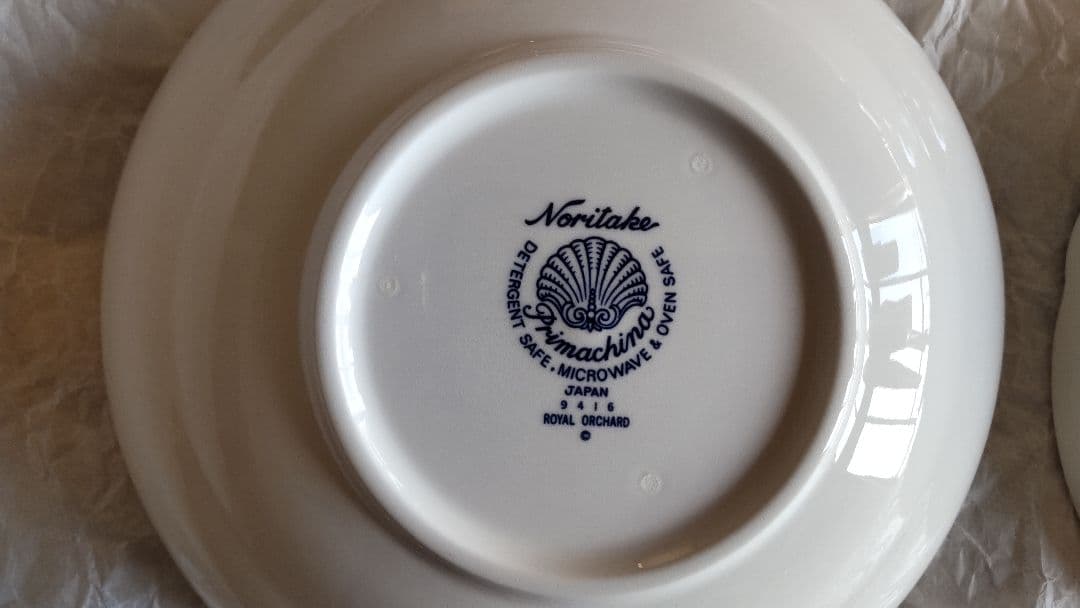 Noritake
Primachina
DETERGENT SAFE. MICROWAVE & OVEN SAFE
JAPAN
9416
ROYAL ORCHARD
©